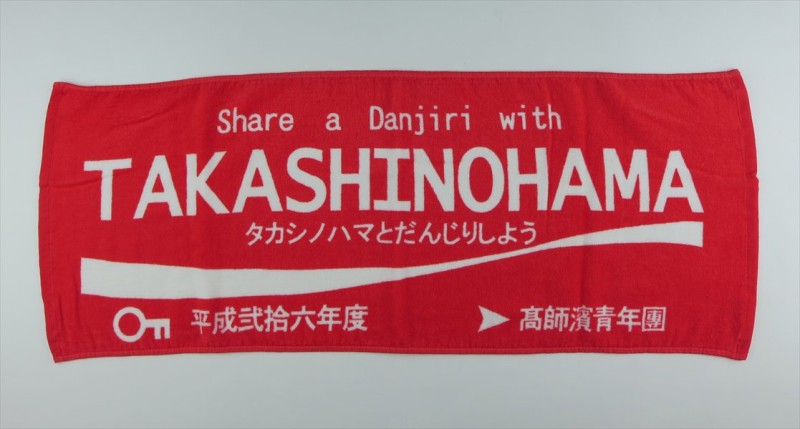 Share a Danjiri with
TAKASHINOHAMA
タカシノハマとだんじりしよう
平成弐拾六年度
髙師濱青年團